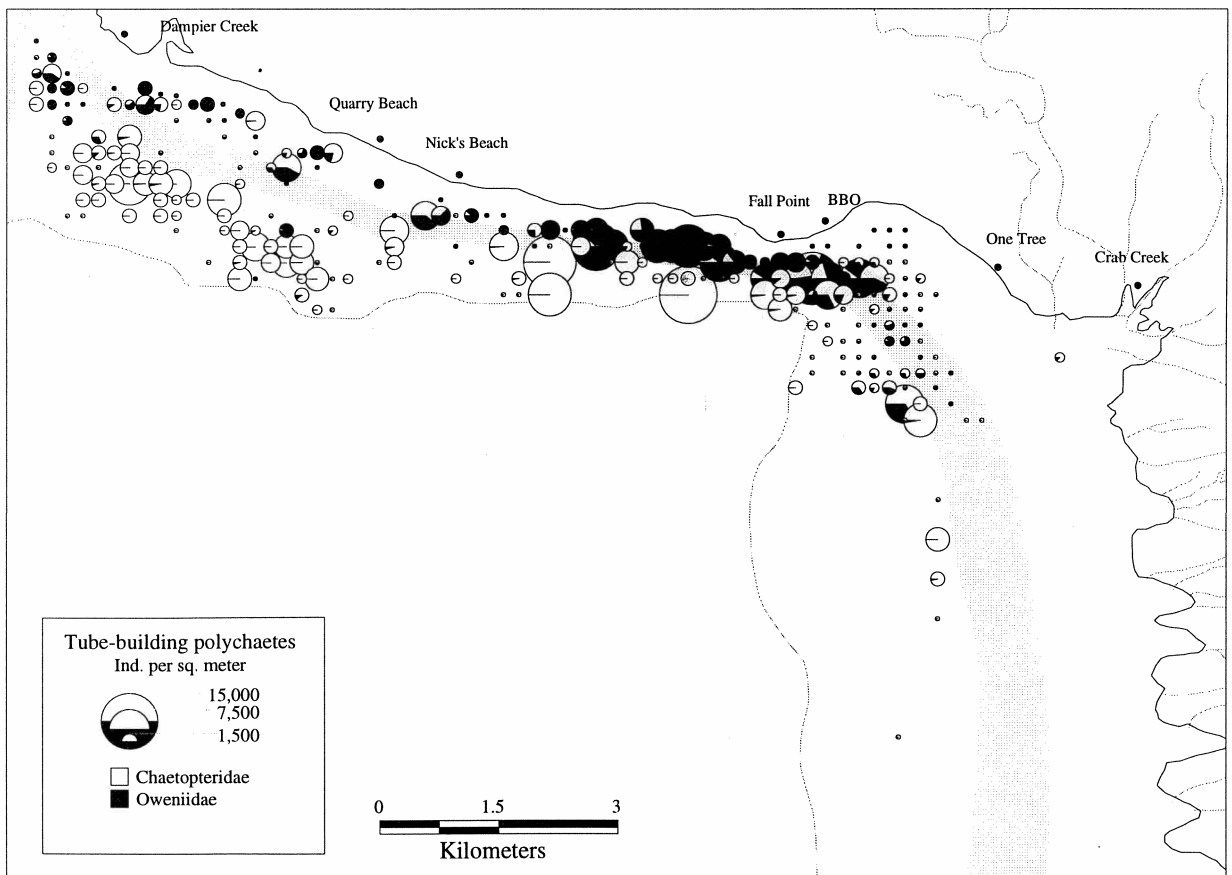 Dampier Creek
Quarry Beach
Nick's Beach
Fall Point
BBO
One Tree
Crab Creek
Tube-building polychaetes
Ind. per sq. meter
15,000
7,500
1,500
Chaetopteridae
Oweniidae
0 1.5 3
Kilometers